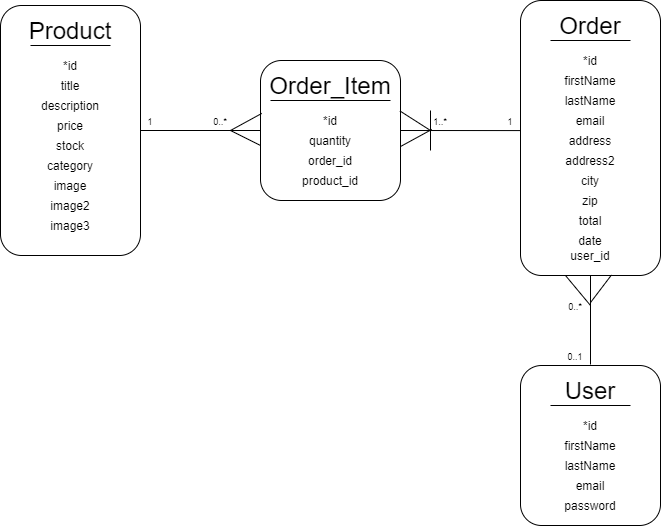 Product
*id
title
description
price
stock
category
image
image2
image3
1
0..*
Order_Item
*id
quantity
order_id
product_id
1..*
1
Order
*id
firstName
lastName
email
address
address2
city
zip
total
date
user_id
0..*
0..1
User
*id
firstName
lastName
email
password